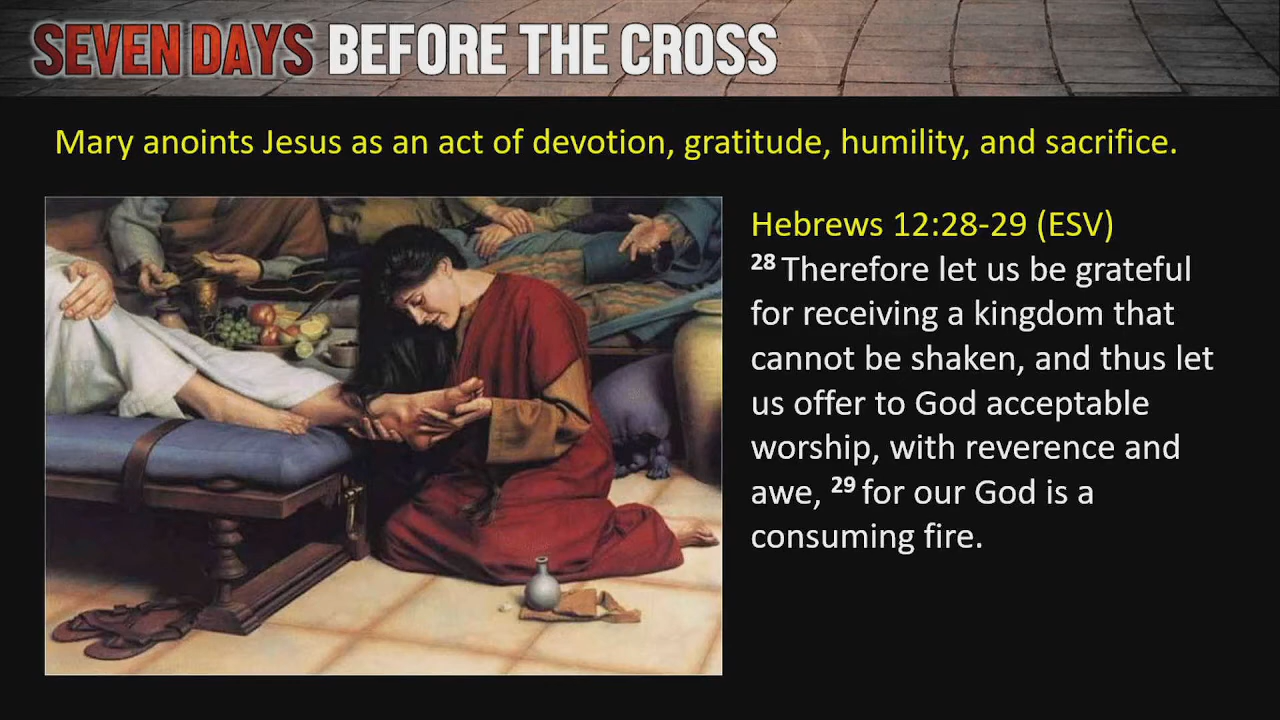 SEVEN DAYS BEFORE THE CROSS
Mary anoints Jesus as an act of devotion, gratitude, humility, and sacrifice.
Hebrews 12:28-29 (ESV)
28 Therefore let us be grateful
for receiving a kingdom that
cannot be shaken, and thus let
us offer to God acceptable
worship, with reverence and
awe, 29 for our God is a
consuming fire.